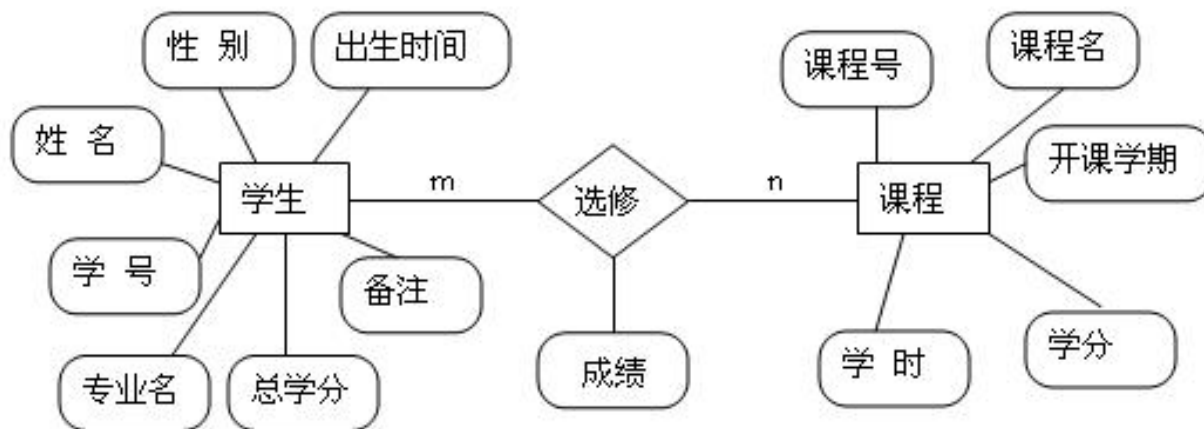 性 别
出生时间
课程号
课程名
姓 名
开课学期
学生
m
选修
n
课程
学 号
备注
专业名
总学分
成绩
学 时
学分